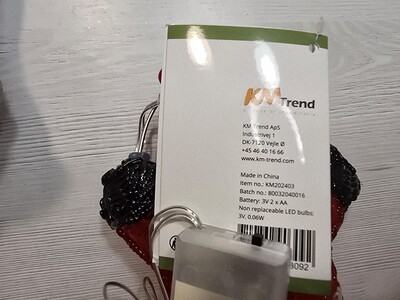 KM Trend
KM Trend ApS
Industrivej 1
DK-7120 Vejle Ø
+45 46 40 16 66
www.km-trend.com
Made in China
Item no.: KM202403
Batch no.: 80032040016
Battery: 3V 2 x AA
Non replaceable LED bulbs:
3V, 0.06W
8092